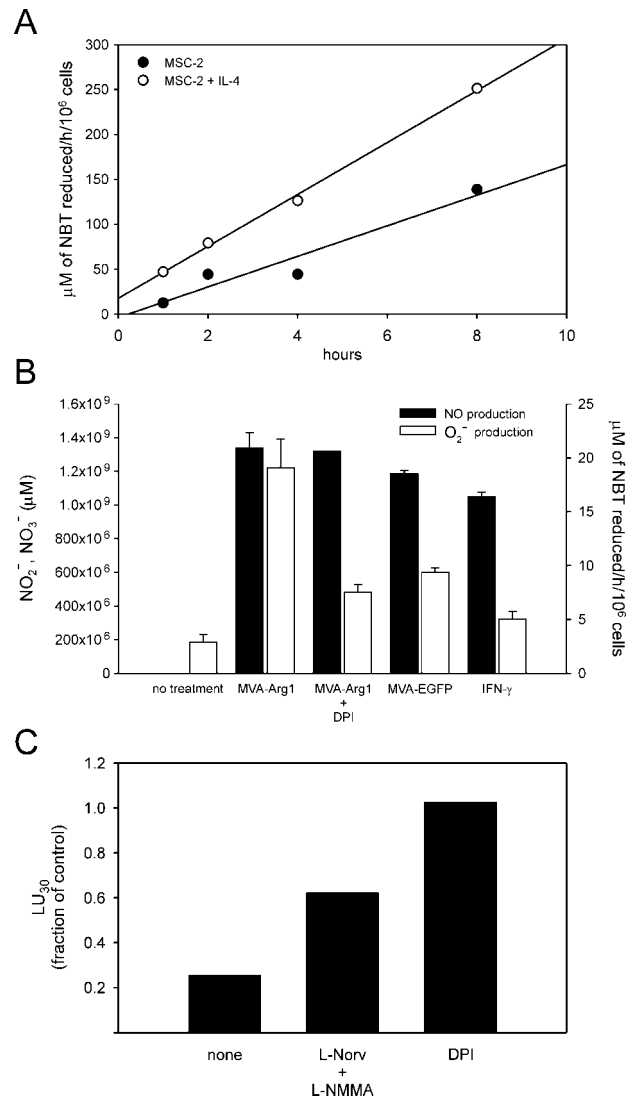 A
300
250
200
150
100
50
0
μM of NBT reduced/h/10⁶ cells
MSC-2
MSC-2 + IL-4
0 2 4 6 8 10
hours
B
1.6x10⁹
1.4x10⁹
1.2x10⁹
1.0x10⁹
800x10⁶
600x10⁶
400x10⁶
200x10⁶
0
NO₂⁻, NO₃⁻ (μM)
NO production
O₂⁻ production
25
20
15
10
5
0
μM of NBT reduced/h/10⁶ cells
no treatment MVA-Arg1 MVA-Arg1 MVA-EGFP IFN-γ
+
DPI
C
1.2
1.0
0.8
0.6
0.4
0.2
LU₃₀
(fraction of control)
none L-Norv DPI
+
L-NMMA